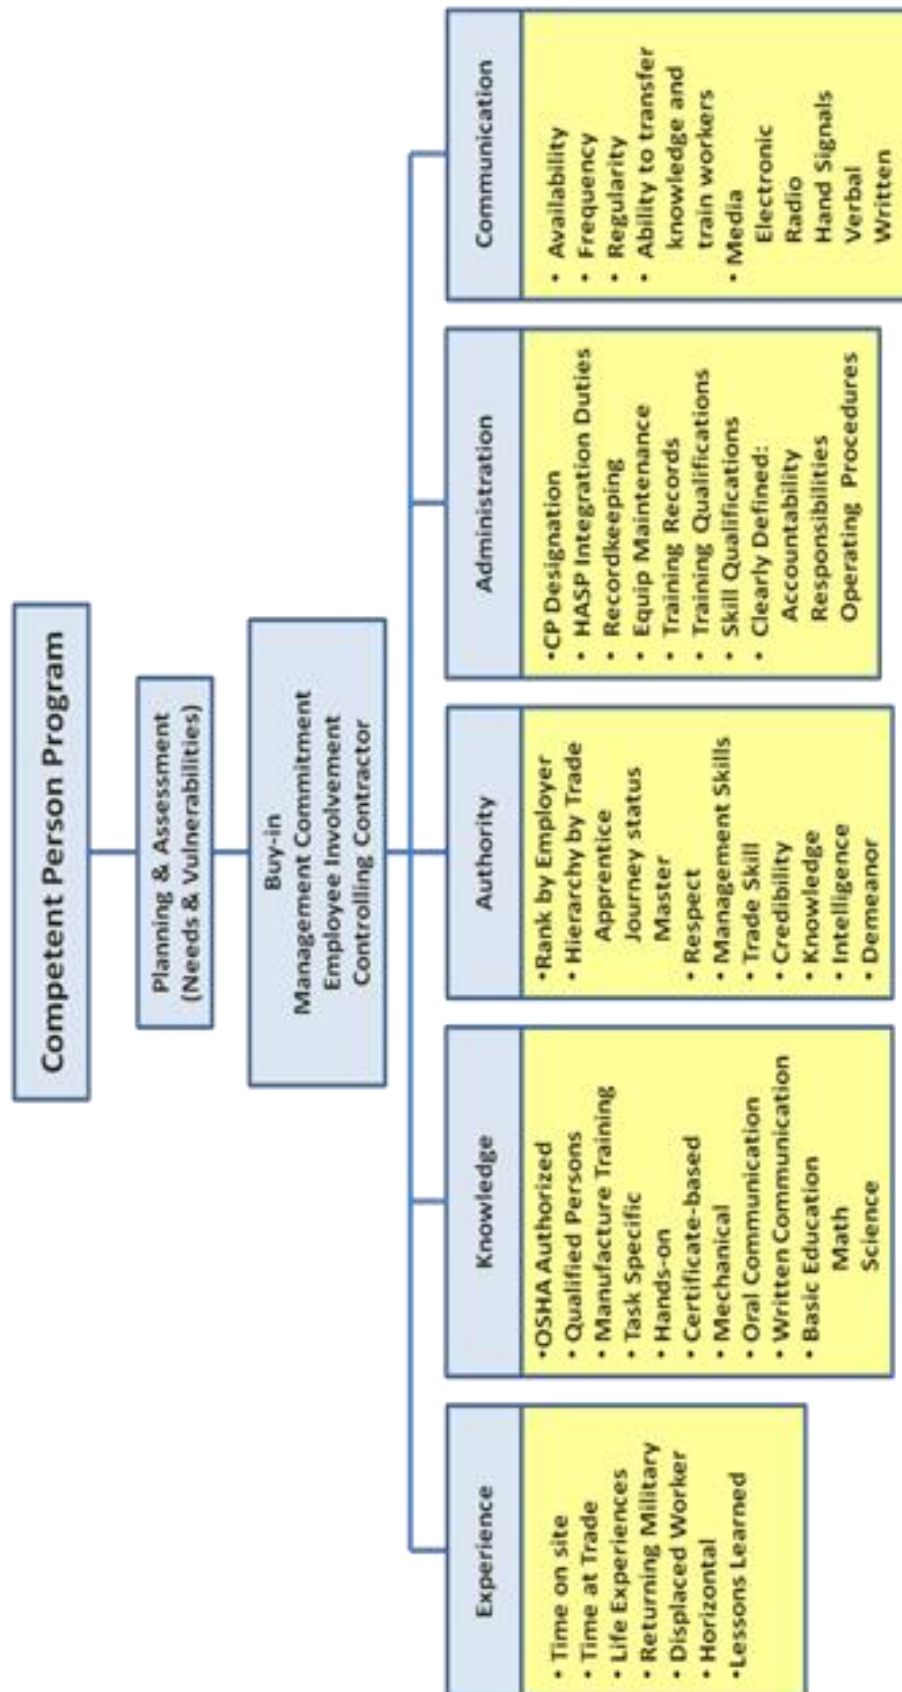 Competent Person Program
Planning & Assessment
(Needs & Vulnerabilities)
Buy-in
Management Commitment
Employee Involvement
Controlling Contractor
Experience
• Time on site
• Time at Trade
• Life Experiences
• Returning Military
• Displaced Worker
• Horizontal
•Lessons Learned
Knowledge
•OSHA Authorized
• Qualified Persons
• Manufacture Training
• Task Specific
• Hands-on
• Certificate-based
• Mechanical
• Oral Communication
• Written Communication
• Basic Education
Math
Science
Authority
•Rank by Employer
• Hierarchy by Trade
Apprentice
Journey status
Master
• Respect
• Management Skills
• Trade Skill
• Credibility
• Knowledge
• Intelligence
• Demeanor
Administration
•CP Designation
• HASP Integration Duties
• Recordkeeping
• Equip Maintenance
• Training Records
• Training Qualifications
• Skill Qualifications
• Clearly Defined:
Accountability
Responsibilities
Operating Procedures
Communication
• Availability
• Frequency
• Regularity
• Ability to transfer
knowledge and
train workers
• Media
Electronic
Radio
Hand Signals
Verbal
Written